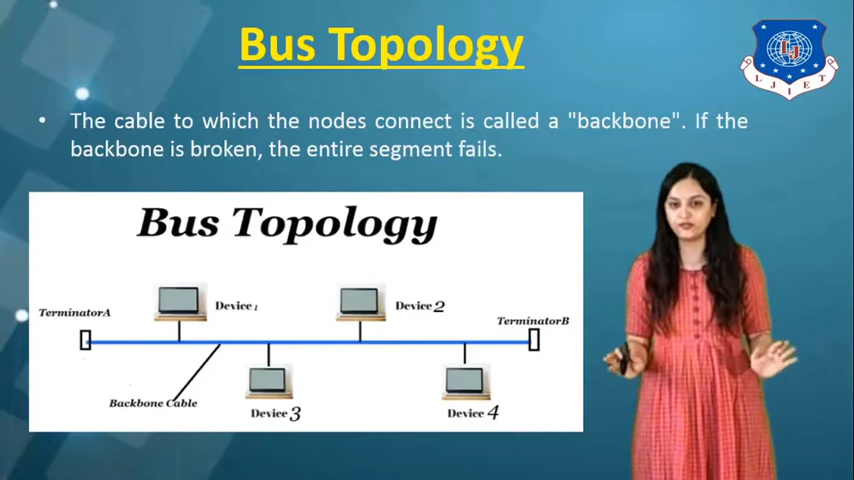 Bus Topology
• The cable to which the nodes connect is called a "backbone". If the
backbone is broken, the entire segment fails.
LJIET
Bus Topology
TerminatorA
Device 1
Device 2
TerminatorB
Backbone Cable
Device 3
Device 4